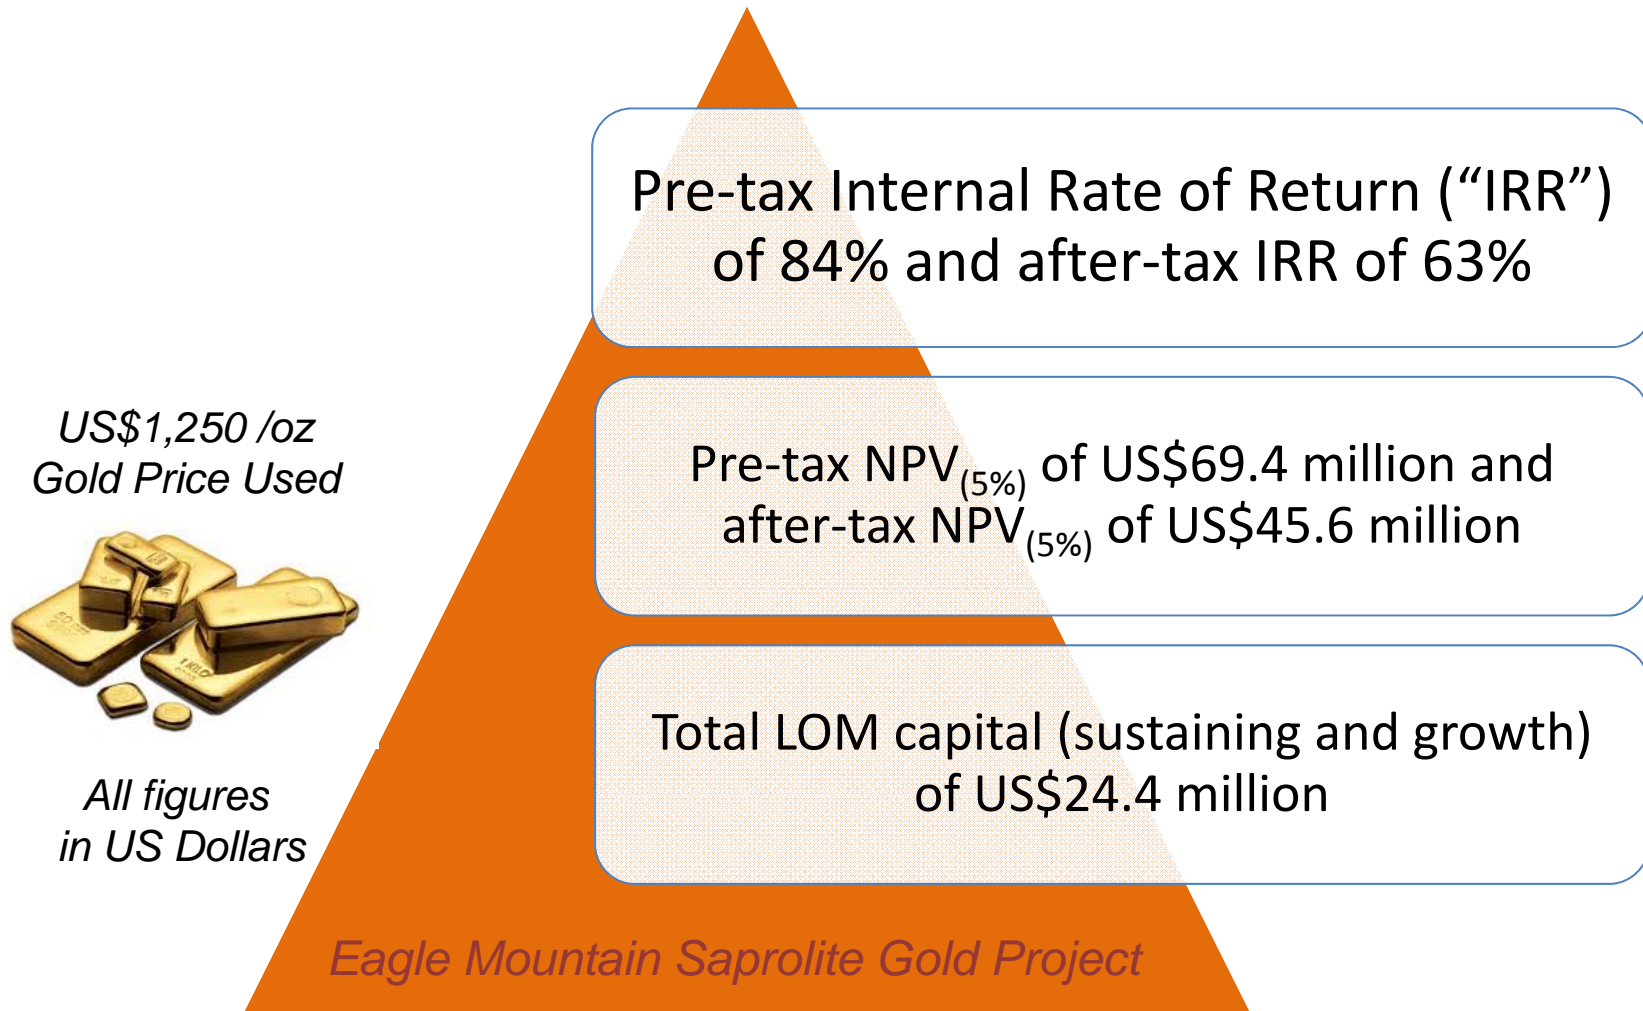 Pre-tax Internal Rate of Return (“IRR”)
of 84% and after-tax IRR of 63%
US$1,250 /oz
Gold Price Used
Pre-tax NPV(5%) of US$69.4 million and
after-tax NPV(5%) of US$45.6 million
1 KILO
Total LOM capital (sustaining and growth)
of US$24.4 million
All figures
in US Dollars
Eagle Mountain Saprolite Gold Project